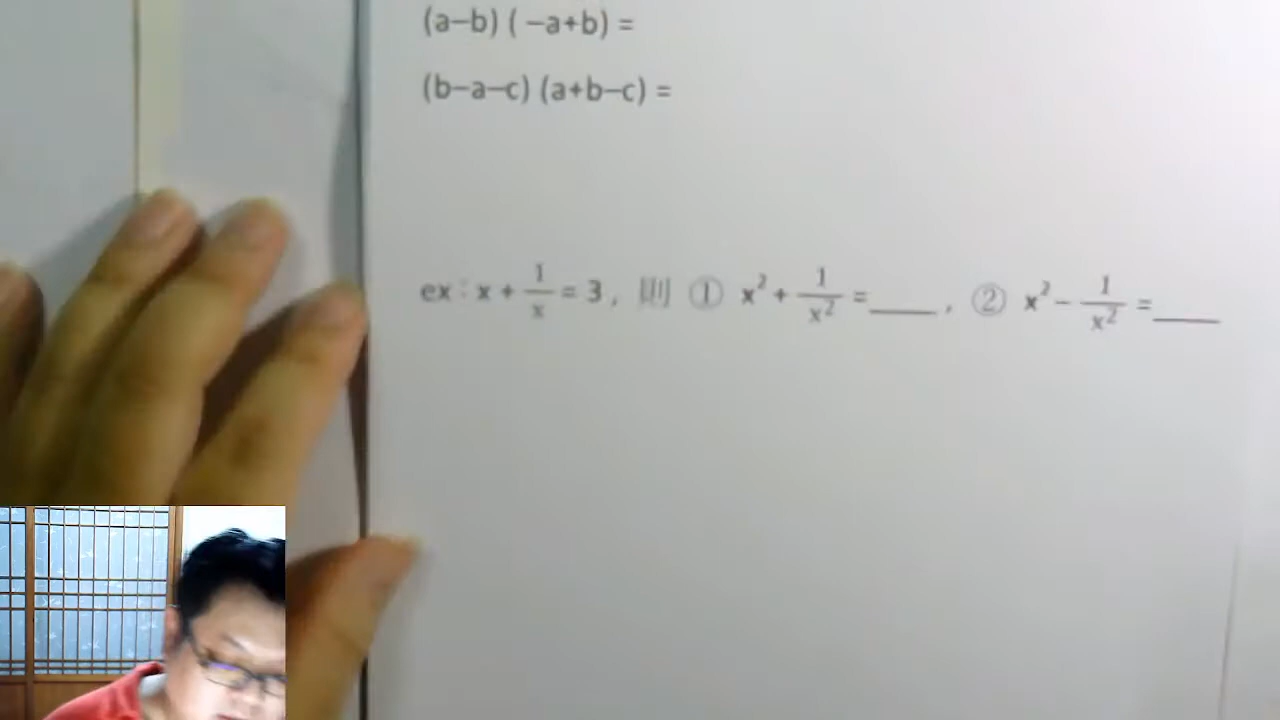 (a−b) (−a+b) =
(b−a−c) (a+b−c) =
ex：x + 1/x = 3，則 ① x² + 1/x² = ____，② x² − 1/x² = ____